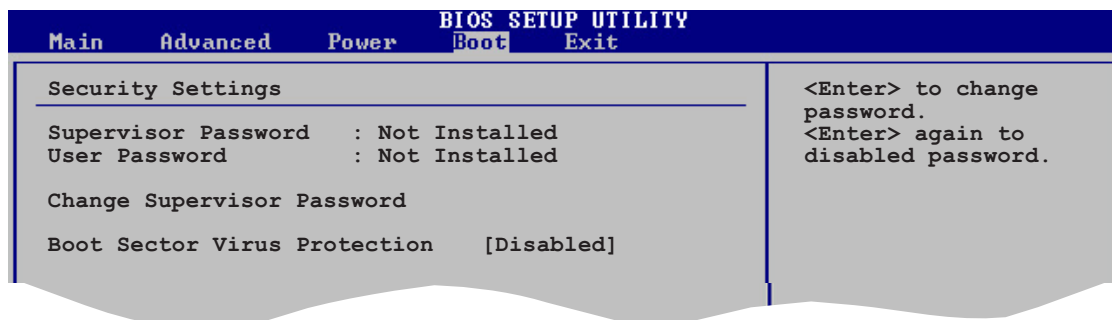 BIOS SETUP UTILITY
Main Advanced Power Boot Exit
Security Settings
Supervisor Password : Not Installed
User Password : Not Installed
Change Supervisor Password
Boot Sector Virus Protection [Disabled]
<Enter> to change
password.
<Enter> again to
disabled password.